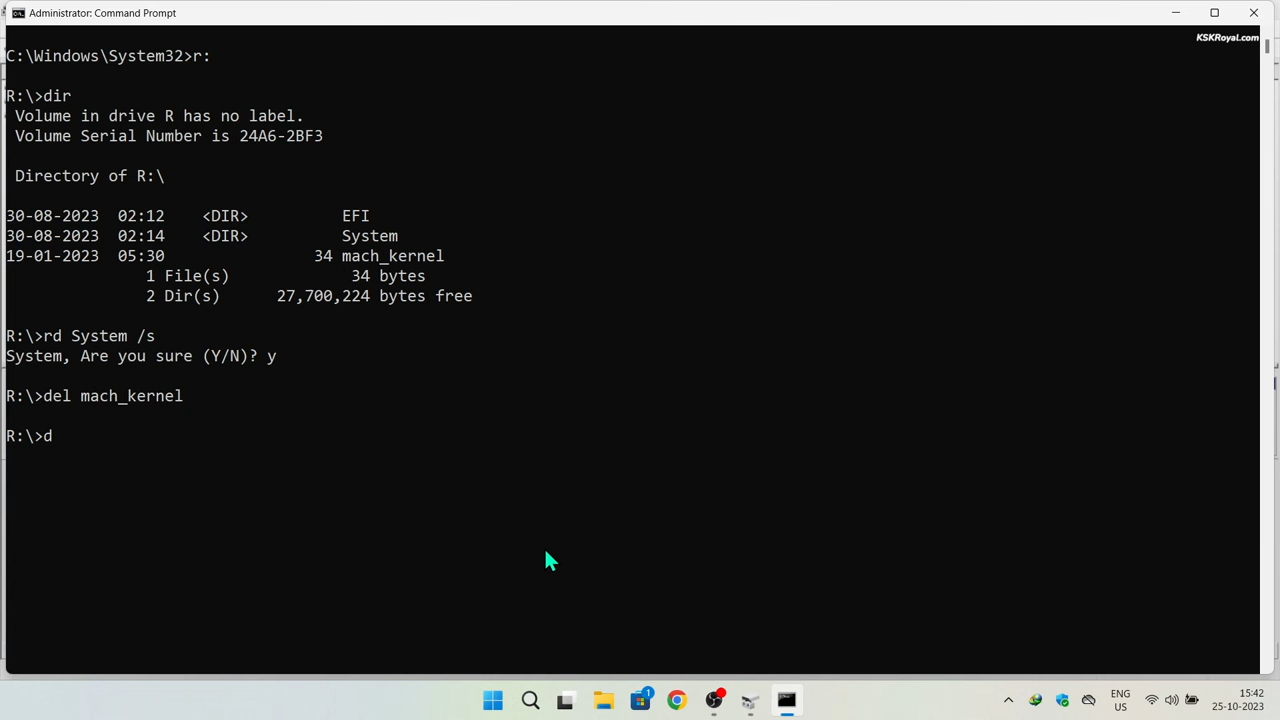 Administrator: Command Prompt
KSKRoyal.com
C:\Windows\System32>r:
R:\>dir
Volume in drive R has no label.
Volume Serial Number is 24A6-2BF3
Directory of R:\
30-08-2023 02:12 <DIR> EFI
30-08-2023 02:14 <DIR> System
19-01-2023 05:30 34 mach_kernel
1 File(s) 34 bytes
2 Dir(s) 27,700,224 bytes free
R:\>rd System /s
System, Are you sure (Y/N)? y
R:\>del mach_kernel
R:\>d
1
ENG
US
15:42
25-10-2023